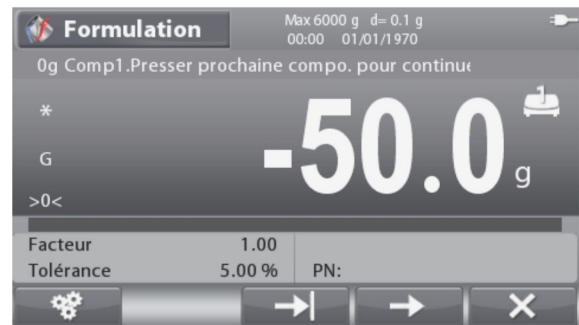 Formulation
Max 6000 g d= 0.1 g
00:00 01/01/1970
0g Comp1.Presser prochaine compo. pour continue
*
1
-50.0 g
G
>0<
Facteur 1.00
Tolérance 5.00 % PN: